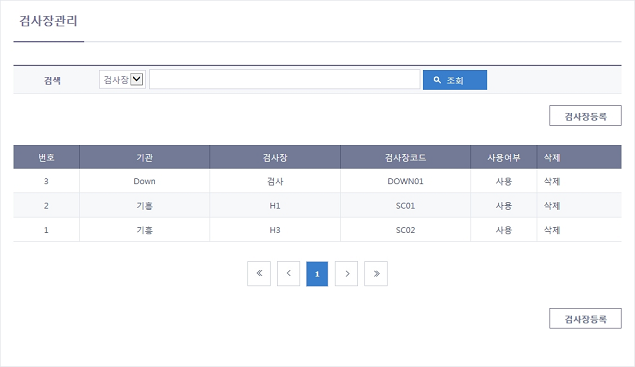 검사장관리
검색 검사장 조회
검사장등록
번호 기관 검사장 검사장코드 사용여부 삭제
3 Down 검사 DOWN01 사용 삭제
2 기흥 H1 SC01 사용 삭제
1 기흥 H3 SC02 사용 삭제
« < 1 > »
검사장등록